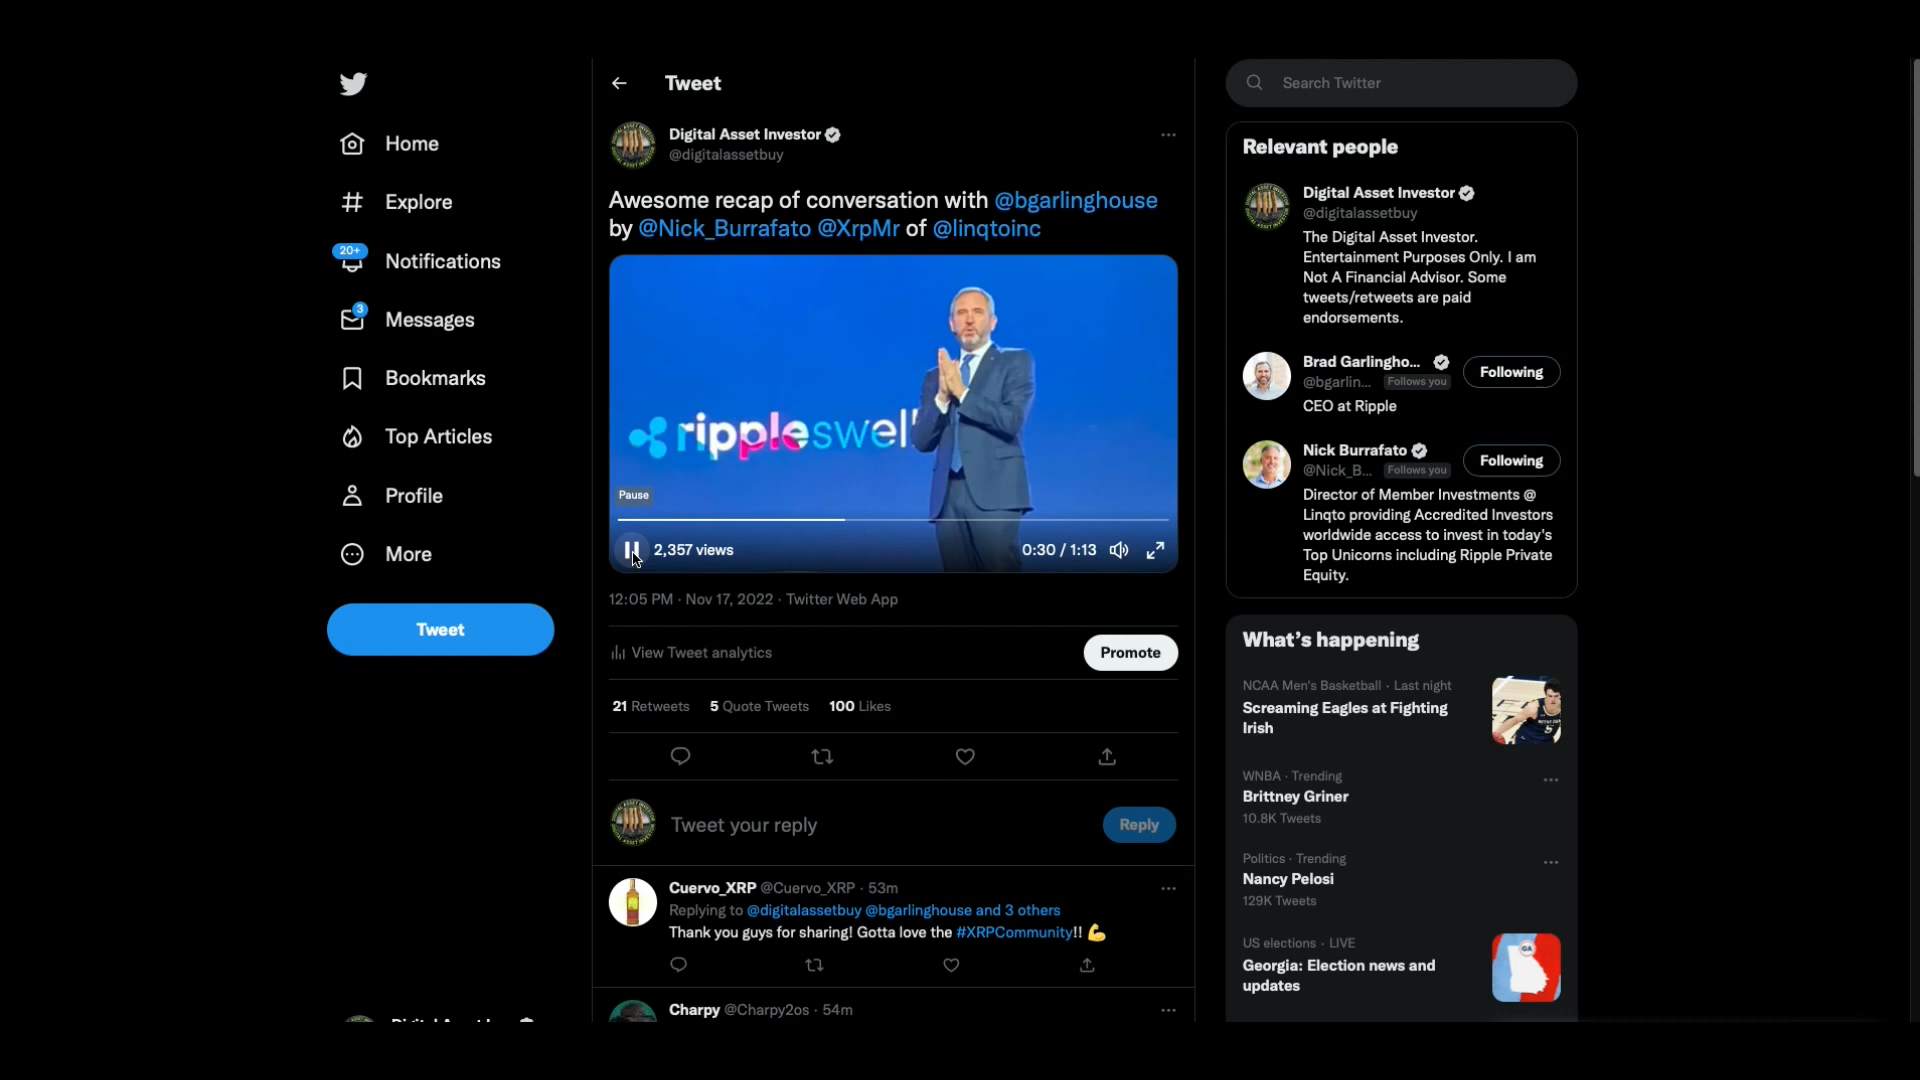 Home
Explore
20+
Notifications
3
Messages
Bookmarks
Top Articles
Profile
More
Tweet
Tweet
Digital Asset Investor
@digitalassetbuy
Awesome recap of conversation with @bgarlinghouse
by @Nick_Burrafato @XrpMr of @linqtoinc
rippleswell
Pause
2,357 views
0:30 / 1:13
12:05 PM · Nov 17, 2022 · Twitter Web App
View Tweet analytics
Promote
21 Retweets 5 Quote Tweets 100 Likes
Tweet your reply
Reply
Cuervo_XRP @Cuervo_XRP · 53m
Replying to @digitalassetbuy @bgarlinghouse and 3 others
Thank you guys for sharing! Gotta love the #XRPCommunity!! 💪
Charpy @Charpy2os · 54m
Search Twitter
Relevant people
Digital Asset Investor
@digitalassetbuy
The Digital Asset Investor.
Entertainment Purposes Only. I am
Not A Financial Advisor. Some
tweets/retweets are paid
endorsements.
Brad Garlingho...
@bgarlin... Follows you
Following
CEO at Ripple
Nick Burrafato
@Nick_B... Follows you
Following
Director of Member Investments @
Linqto providing Accredited Investors
worldwide access to invest in today's
Top Unicorns including Ripple Private
Equity.
What's happening
NCAA Men's Basketball · Last night
Screaming Eagles at Fighting
Irish
WNBA · Trending
Brittney Griner
10.8K Tweets
Politics · Trending
Nancy Pelosi
129K Tweets
US elections · LIVE
Georgia: Election news and
updates
GA